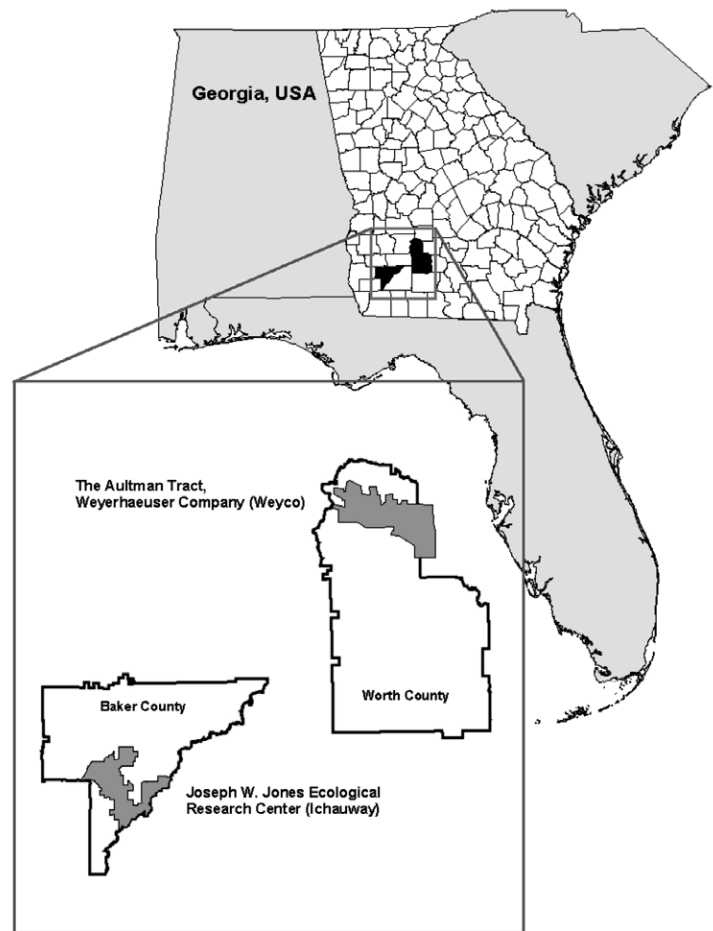 Georgia, USA
The Aultman Tract,
Weyerhaeuser Company (Weyco)
Worth County
Baker County
Joseph W. Jones Ecological
Research Center (Ichauway)